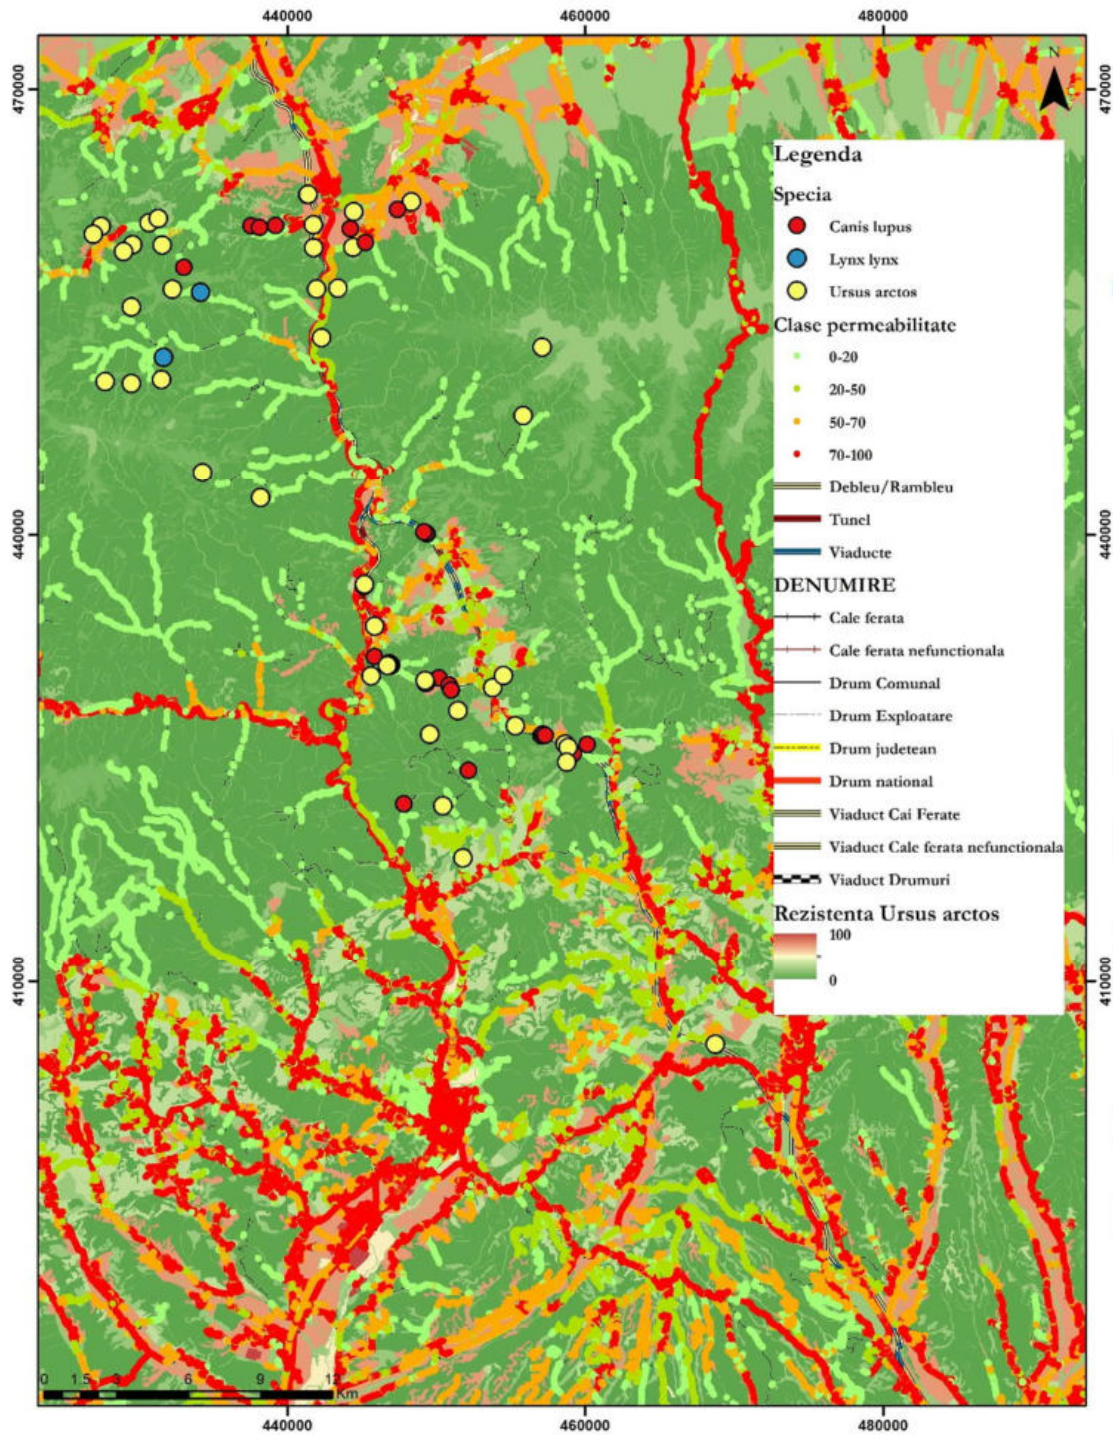 440000 460000 480000
470000 470000
N
Legenda
Specia
Canis lupus
Lynx lynx
Ursus arctos
Clase permeabilitate
0-20
20-50
50-70
70-100
Debleu/Rambleu
Tunel
Viaducte
440000 440000
DENUMIRE
Cale ferata
Cale ferata nefunctionala
Drum Comunal
Drum Exploatare
Drum judetean
Drum national
Viaduct Cai Ferate
Viaduct Cale ferata nefunctionala
Viaduct Drumuri
Rezistenta Ursus arctos
100
0
410000 410000
0 1.5 3 6 9 12
Km
440000 460000 480000